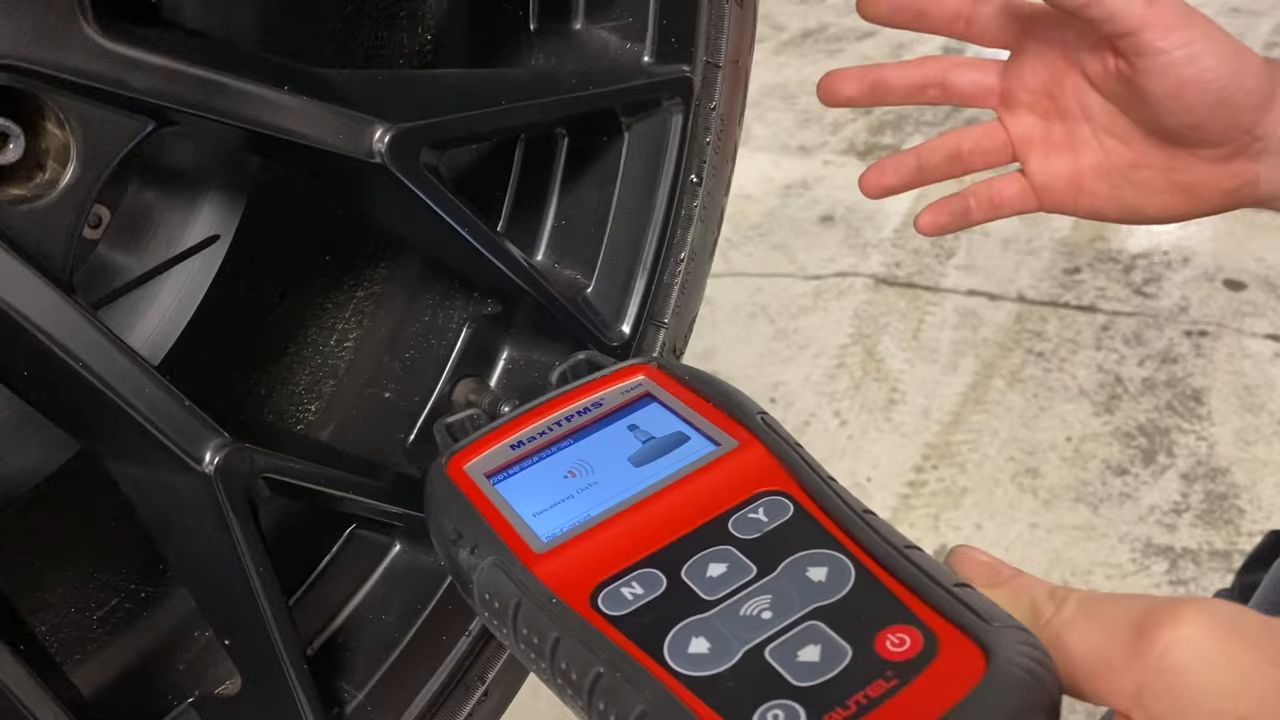 MaxiTPMS
TS408
Receiving Data
Y
N
R
AUTEL